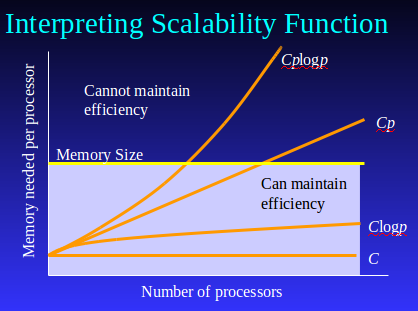 Interpreting Scalability Function
Cplogp
Cannot maintain
efficiency
Cp
Memory Size
Can maintain
efficiency
Clogp
C
Memory needed per processor
Number of processors